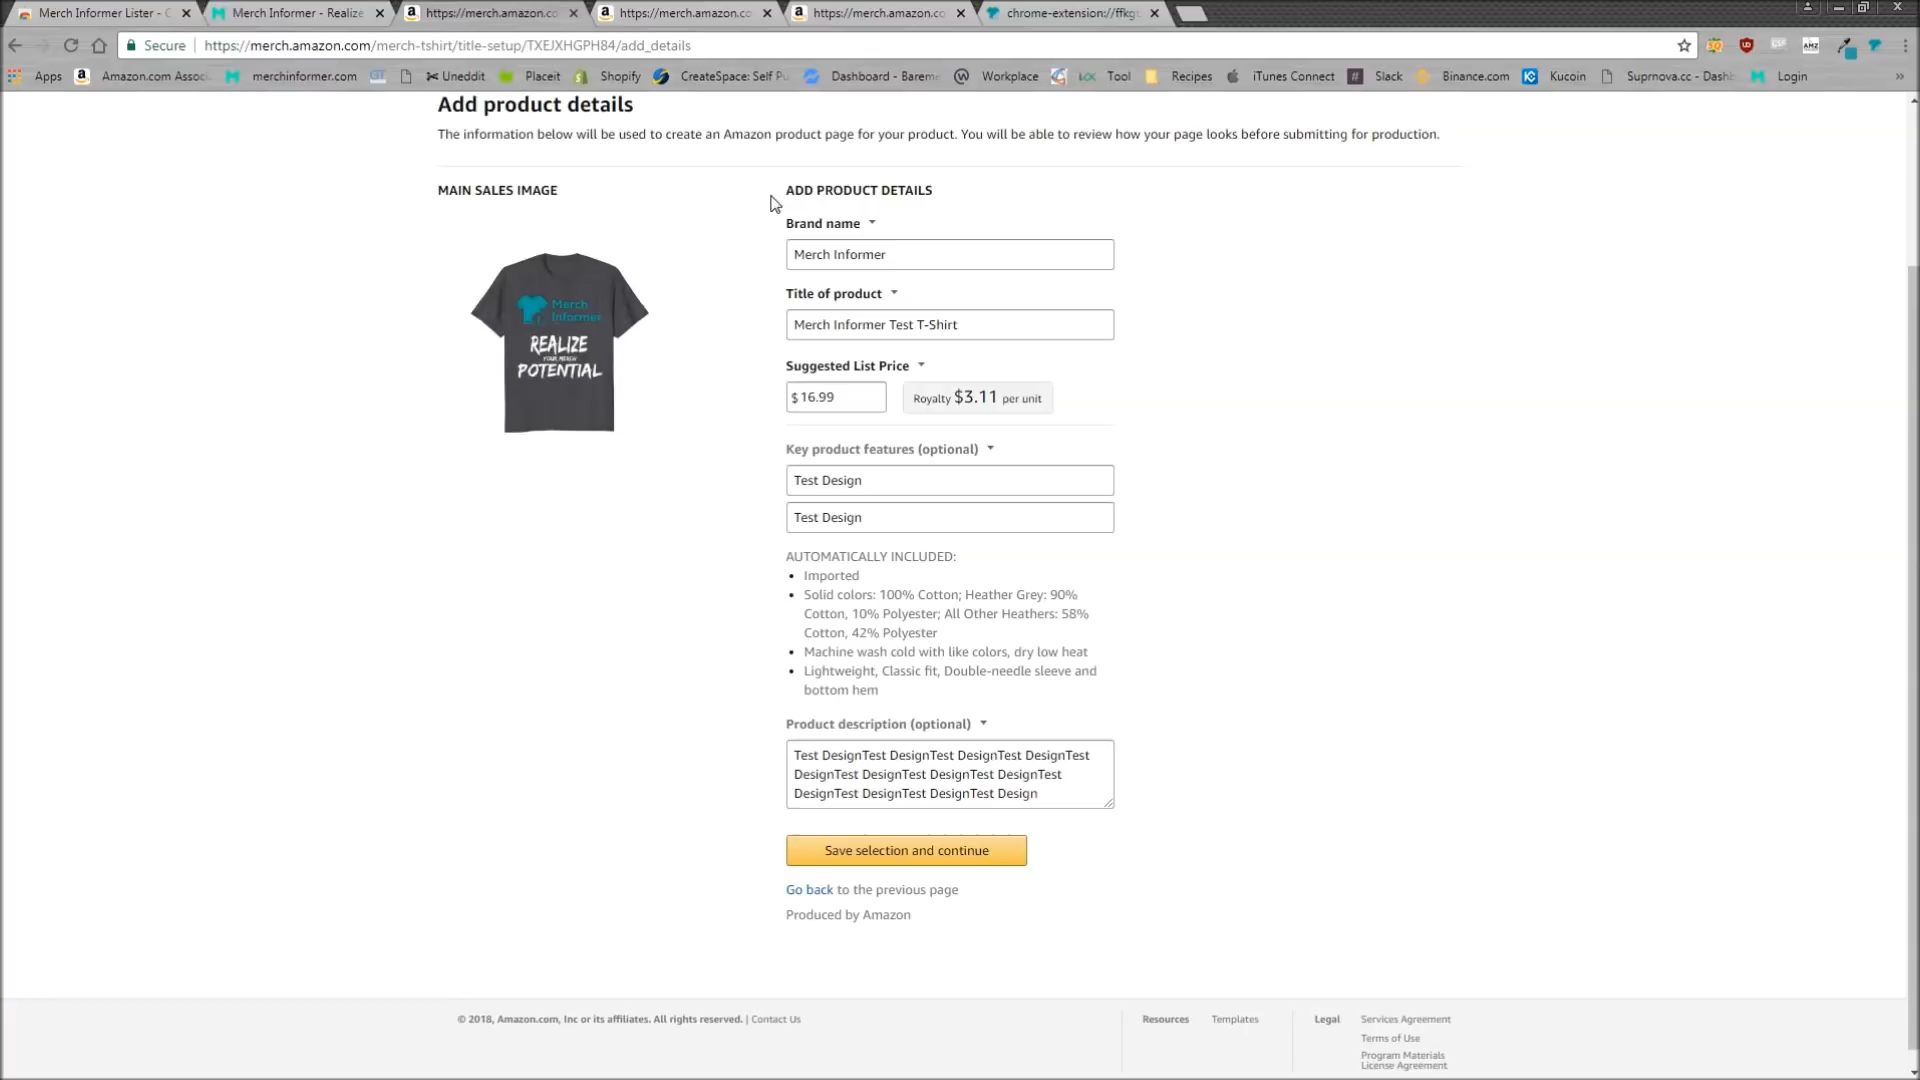 Merch Informer Lister - C
Merch Informer - Realize
https://merch.amazon.co
https://merch.amazon.co
https://merch.amazon.co
chrome-extension://ffkg
Secure
https://merch.amazon.com/merch-tshirt/title-setup/TXEJXHGPH84/add_details
Apps
Amazon.com Assoc
merchinformer.com
Uneddit
Placeit
Shopify
CreateSpace: Self Pu
Dashboard - Bareme
Workplace
Tool
Recipes
iTunes Connect
Slack
Binance.com
Kucoin
Suprnova.cc - Dash
Login
»
Add product details
The information below will be used to create an Amazon product page for your product. You will be able to review how your page looks before submitting for production.
MAIN SALES IMAGE
Merch
Informer
REALIZE
YOUR MERCH
POTENTIAL
ADD PRODUCT DETAILS
Brand name
Merch Informer
Title of product
Merch Informer Test T-Shirt
Suggested List Price
$ 16.99
Royalty $3.11 per unit
Key product features (optional)
Test Design
Test Design
AUTOMATICALLY INCLUDED:
• Imported
• Solid colors: 100% Cotton; Heather Grey: 90%
Cotton, 10% Polyester; All Other Heathers: 58%
Cotton, 42% Polyester
• Machine wash cold with like colors, dry low heat
• Lightweight, Classic fit, Double-needle sleeve and
bottom hem
Product description (optional)
Test DesignTest DesignTest DesignTest DesignTest
DesignTest DesignTest DesignTest DesignTest
DesignTest DesignTest DesignTest Design
Save selection and continue
Go back to the previous page
Produced by Amazon
© 2018, Amazon.com, Inc or its affiliates. All rights reserved. | Contact Us
Resources
Templates
Legal
Services Agreement
Terms of Use
Program Materials
License Agreement